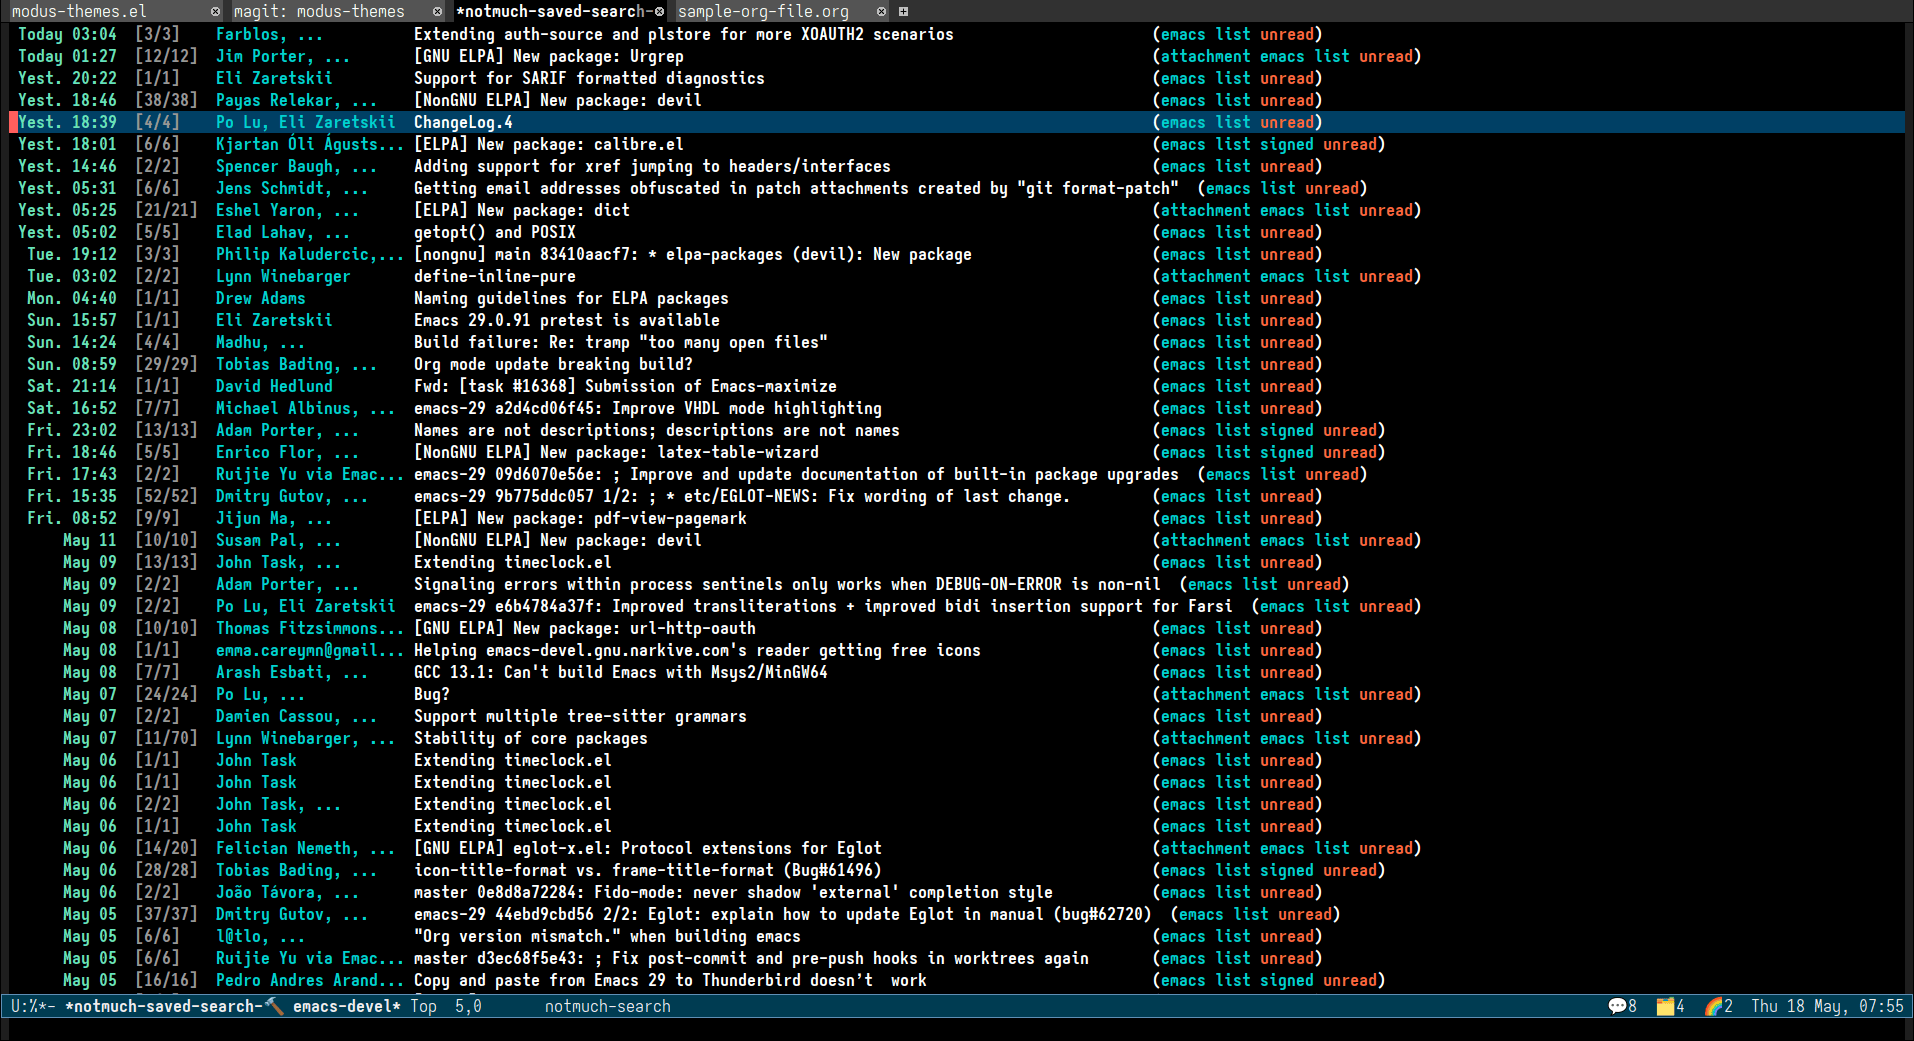 modus-themes.el magit: modus-themes *notmuch-saved-search- sample-org-file.org
Today 03:04 [3/3] Farblos, ... Extending auth-source and plstore for more XOAUTH2 scenarios (emacs list unread)
Today 01:27 [12/12] Jim Porter, ... [GNU ELPA] New package: Urgrep (attachment emacs list unread)
Yest. 20:22 [1/1] Eli Zaretskii Support for SARIF formatted diagnostics (emacs list unread)
Yest. 18:46 [38/38] Payas Relekar, ... [NonGNU ELPA] New package: devil (emacs list unread)
Yest. 18:39 [4/4] Po Lu, Eli Zaretskii ChangeLog.4 (emacs list unread)
Yest. 18:01 [6/6] Kjartan Óli Águsts... [ELPA] New package: calibre.el (emacs list signed unread)
Yest. 14:46 [2/2] Spencer Baugh, ... Adding support for xref jumping to headers/interfaces (emacs list unread)
Yest. 05:31 [6/6] Jens Schmidt, ... Getting email addresses obfuscated in patch attachments created by "git format-patch" (emacs list unread)
Yest. 05:25 [21/21] Eshel Yaron, ... [ELPA] New package: dict (attachment emacs list unread)
Yest. 05:02 [5/5] Elad Lahav, ... getopt() and POSIX (emacs list unread)
Tue. 19:12 [3/3] Philip Kaludercic,... [nongnu] main 83410aacf7: * elpa-packages (devil): New package (emacs list unread)
Tue. 03:02 [2/2] Lynn Winebarger define-inline-pure (attachment emacs list unread)
Mon. 04:40 [1/1] Drew Adams Naming guidelines for ELPA packages (emacs list unread)
Sun. 15:57 [1/1] Eli Zaretskii Emacs 29.0.91 pretest is available (emacs list unread)
Sun. 14:24 [4/4] Madhu, ... Build failure: Re: tramp "too many open files" (emacs list unread)
Sun. 08:59 [29/29] Tobias Bading, ... Org mode update breaking build? (emacs list unread)
Sat. 21:14 [1/1] David Hedlund Fwd: [task #16368] Submission of Emacs-maximize (emacs list unread)
Sat. 16:52 [7/7] Michael Albinus, ... emacs-29 a2d4cd06f45: Improve VHDL mode highlighting (emacs list unread)
Fri. 23:02 [13/13] Adam Porter, ... Names are not descriptions; descriptions are not names (emacs list signed unread)
Fri. 18:46 [5/5] Enrico Flor, ... [NonGNU ELPA] New package: latex-table-wizard (emacs list signed unread)
Fri. 17:43 [2/2] Ruijie Yu via Emac... emacs-29 09d6070e56e: ; Improve and update documentation of built-in package upgrades (emacs list unread)
Fri. 15:35 [52/52] Dmitry Gutov, ... emacs-29 9b775ddc057 1/2: ; * etc/EGLOT-NEWS: Fix wording of last change. (emacs list unread)
Fri. 08:52 [9/9] Jijun Ma, ... [ELPA] New package: pdf-view-pagemark (emacs list unread)
May 11 [10/10] Susam Pal, ... [NonGNU ELPA] New package: devil (attachment emacs list unread)
May 09 [13/13] John Task, ... Extending timeclock.el (emacs list unread)
May 09 [2/2] Adam Porter, ... Signaling errors within process sentinels only works when DEBUG-ON-ERROR is non-nil (emacs list unread)
May 09 [2/2] Po Lu, Eli Zaretskii emacs-29 e6b4784a37f: Improved transliterations + improved bidi insertion support for Farsi (emacs list unread)
May 08 [10/10] Thomas Fitzsimmons... [GNU ELPA] New package: url-http-oauth (emacs list unread)
May 08 [1/1] emma.careymn@gmail... Helping emacs-devel.gnu.narkive.com's reader getting free icons (emacs list unread)
May 08 [7/7] Arash Esbati, ... GCC 13.1: Can't build Emacs with Msys2/MinGW64 (emacs list unread)
May 07 [24/24] Po Lu, ... Bug? (attachment emacs list unread)
May 07 [2/2] Damien Cassou, ... Support multiple tree-sitter grammars (emacs list unread)
May 07 [11/70] Lynn Winebarger, ... Stability of core packages (attachment emacs list unread)
May 06 [1/1] John Task Extending timeclock.el (emacs list unread)
May 06 [1/1] John Task Extending timeclock.el (emacs list unread)
May 06 [2/2] John Task, ... Extending timeclock.el (emacs list unread)
May 06 [1/1] John Task Extending timeclock.el (emacs list unread)
May 06 [14/20] Felician Nemeth, ... [GNU ELPA] eglot-x.el: Protocol extensions for Eglot (attachment emacs list unread)
May 06 [28/28] Tobias Bading, ... icon-title-format vs. frame-title-format (Bug#61496) (emacs list signed unread)
May 06 [2/2] João Távora, ... master 0e8d8a72284: Fido-mode: never shadow 'external' completion style (emacs list unread)
May 05 [37/37] Dmitry Gutov, ... emacs-29 44ebd9cbd56 2/2: Eglot: explain how to update Eglot in manual (bug#62720) (emacs list unread)
May 05 [6/6] l@tlo, ... "Org version mismatch." when building emacs (emacs list unread)
May 05 [6/6] Ruijie Yu via Emac... master d3ec68f5e43: ; Fix post-commit and pre-push hooks in worktrees again (emacs list unread)
May 05 [16/16] Pedro Andres Arand... Copy and paste from Emacs 29 to Thunderbird doesn’t work (emacs list signed unread)
U:%*- *notmuch-saved-search-🔨 emacs-devel* Top 5,0 notmuch-search 💬8 🗂️4 🌈2 Thu 18 May, 07:55